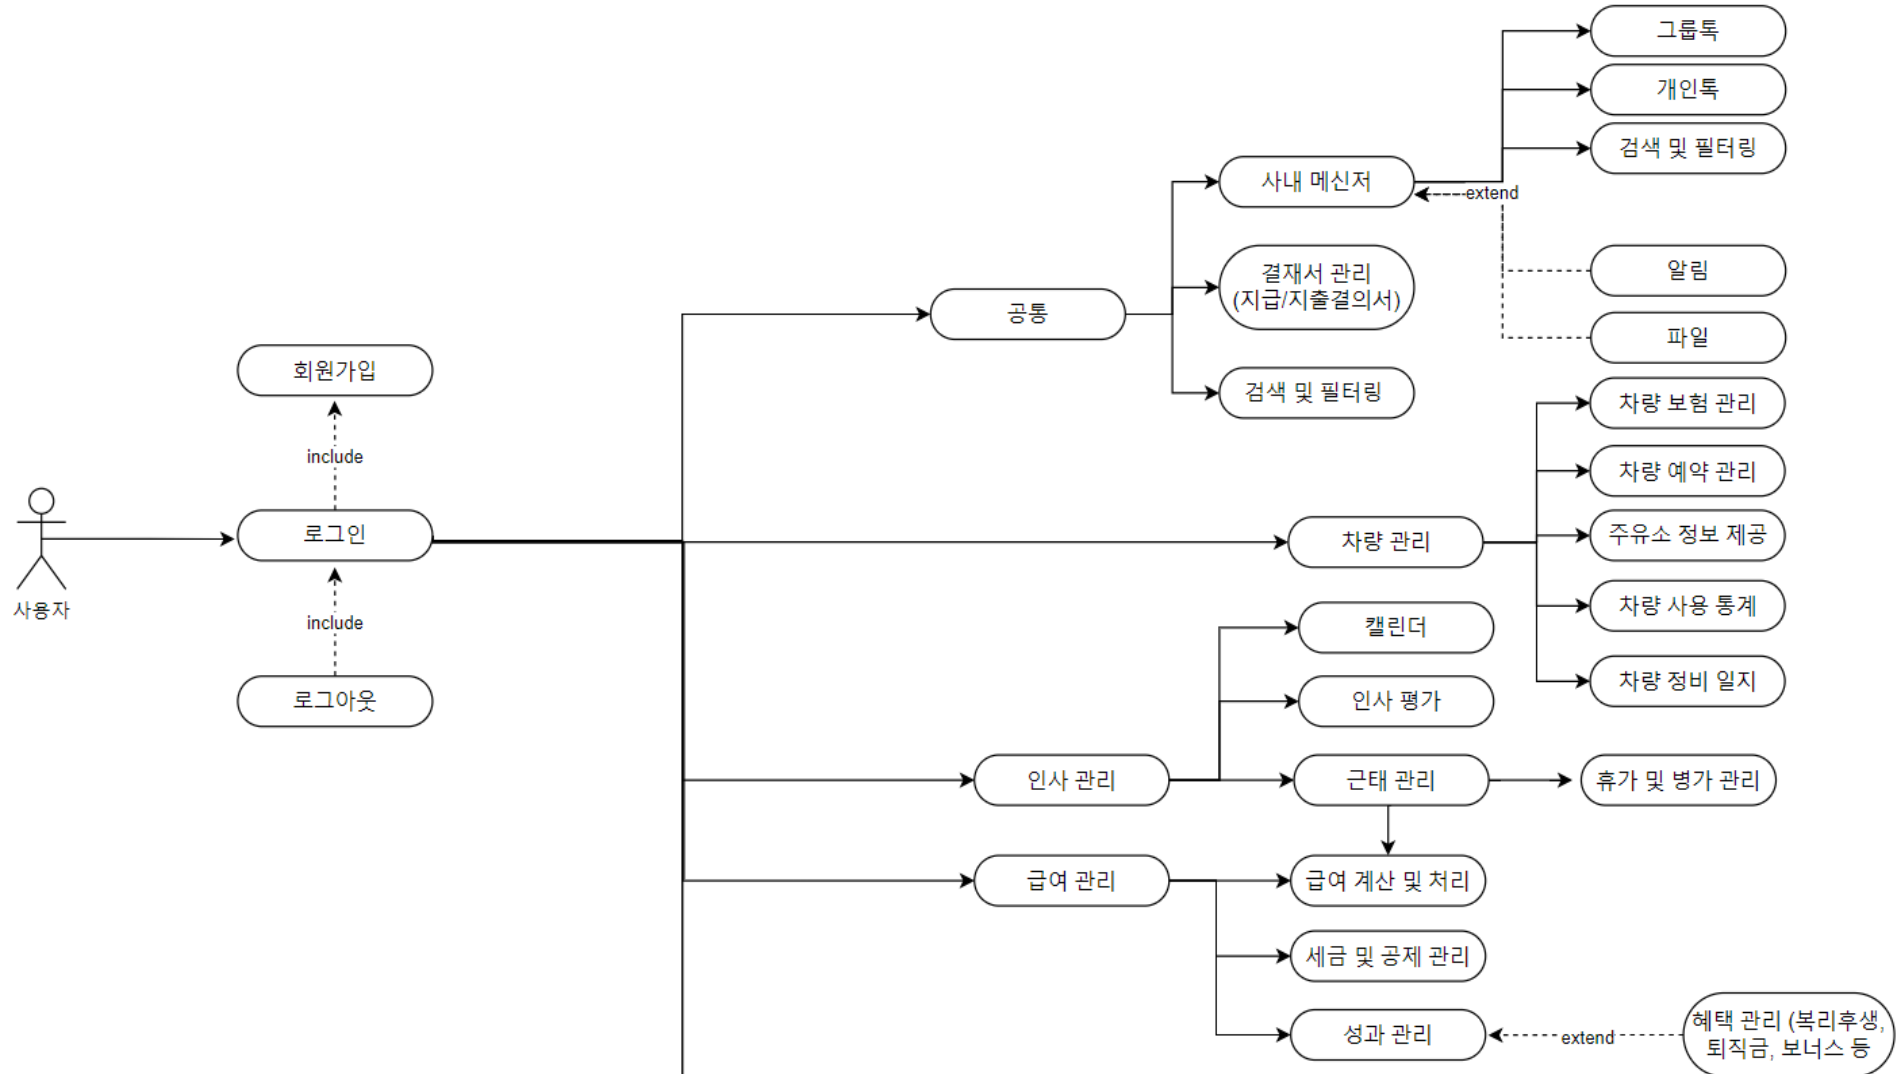 그룹톡
개인톡
검색 및 필터링
사내 메신저
extend
결재서 관리
(지급/지출결의서)
알림
공통
파일
회원가입
검색 및 필터링
차량 보험 관리
include
차량 예약 관리
로그인
차량 관리
주유소 정보 제공
사용자
include
캘린더
차량 사용 통계
로그아웃
인사 평가
차량 정비 일지
인사 관리
근태 관리
휴가 및 병가 관리
급여 관리
급여 계산 및 처리
세금 및 공제 관리
성과 관리
extend
혜택 관리 (복리후생,
퇴직금, 보너스 등